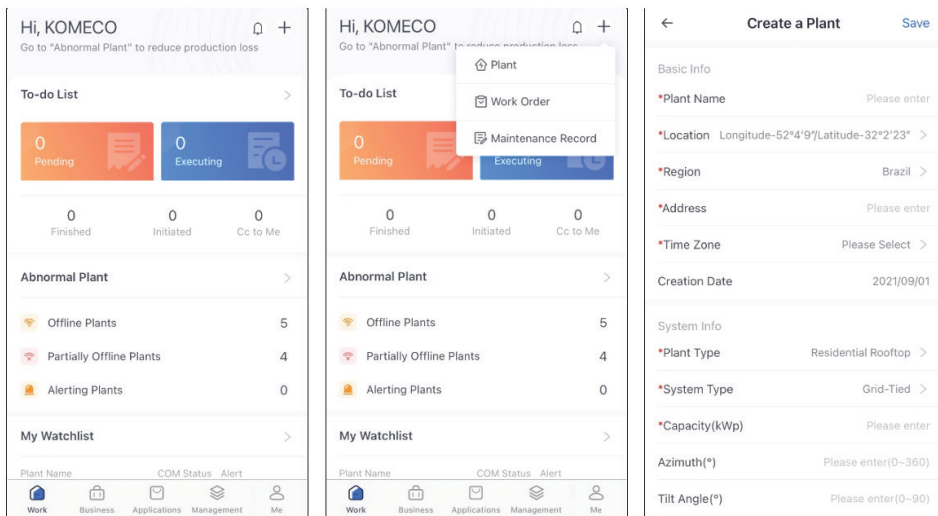 Hi, KOMECO
Go to "Abnormal Plant" to reduce production loss
To-do List
0
Pending
0
Executing
0
Finished
0
Initiated
0
Cc to Me
Abnormal Plant
Offline Plants 5
Partially Offline Plants 4
Alerting Plants 0
My Watchlist
Plant Name COM Status Alert
Work Business Applications Management Me
Hi, KOMECO
Go to "Abnormal Plant" to reduce production loss
Plant
Work Order
Maintenance Record
To-do List
0
Pending
Executing
0
Finished
0
Initiated
0
Cc to Me
Abnormal Plant
Offline Plants 5
Partially Offline Plants 4
Alerting Plants 0
My Watchlist
Plant Name COM Status Alert
Work Business Applications Management Me
Create a Plant Save
Basic Info
*Plant Name Please enter
*Location Longitude-52°4'9"/Latitude-32°2'23"
*Region Brazil
*Address Please enter
*Time Zone Please Select
Creation Date 2021/09/01
System Info
*Plant Type Residential Rooftop
*System Type Grid-Tied
*Capacity(kWp) Please enter
Azimuth(°) Please enter(0~360)
Tilt Angle(°) Please enter(0~90)